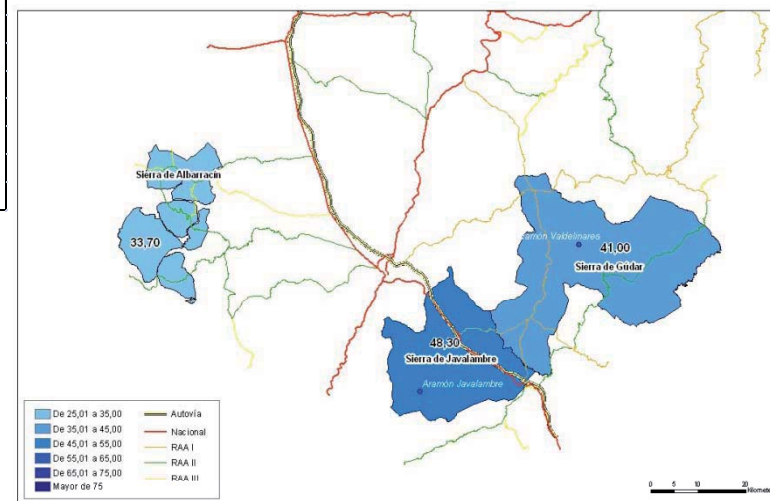 Sierra de Albarracín
33,70
Aramón Valdelinares
41,00
Sierra de Gúdar
48,30
Sierra de Javalambre
Aramón Javalambre
De 25,01 a 35,00
De 35,01 a 45,00
De 45,01 a 55,00
De 55,01 a 65,00
De 65,01 a 75,00
Mayor de 75
Autovía
Nacional
RAA I
RAA II
RAA III
0 5 10 20
Kilomete